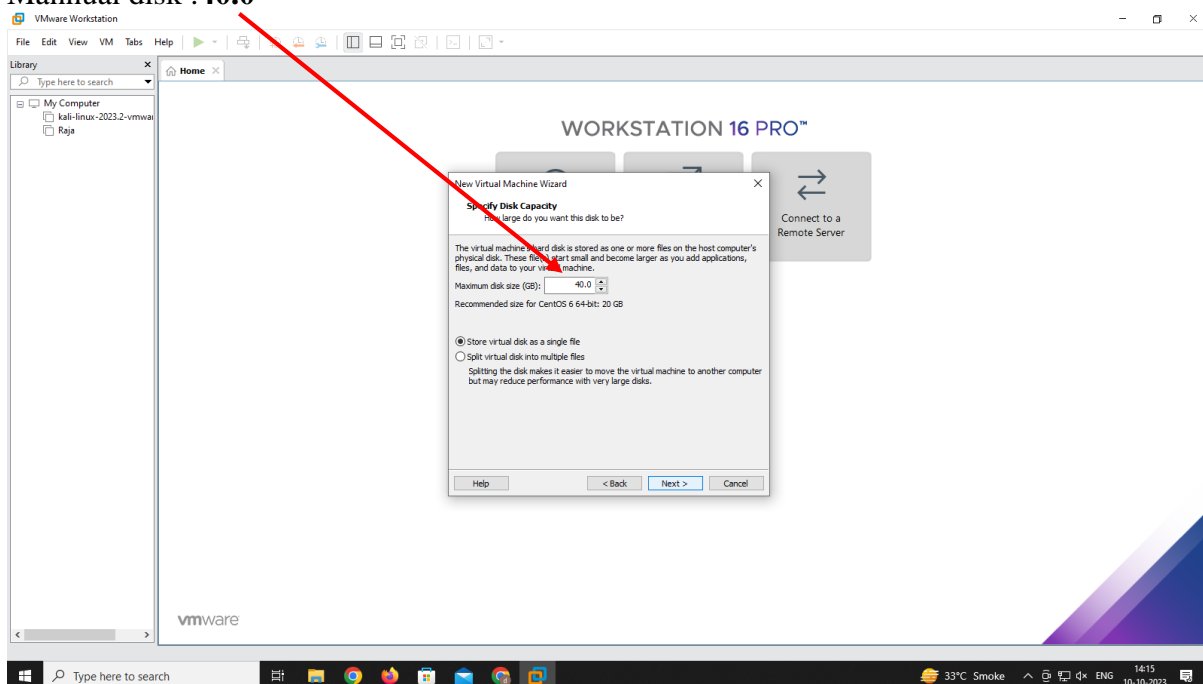 VMware Workstation
File Edit View VM Tabs Help
Library
Type here to search
My Computer
kali-linux-2023.2-vmwar
Raja
Home
WORKSTATION 16 PRO™
Connect to a
Remote Server
New Virtual Machine Wizard
Specify Disk Capacity
How large do you want this disk to be?
The virtual machine's hard disk is stored as one or more files on the host computer's
physical disk. These file(s) start small and become larger as you add applications,
files, and data to your virtual machine.
Maximum disk size (GB): 40.0
Recommended size for CentOS 6 64-bit: 20 GB
Store virtual disk as a single file
Split virtual disk into multiple files
Splitting the disk makes it easier to move the virtual machine to another computer
but may reduce performance with very large disks.
Help < Back Next > Cancel
vmware
Type here to search
33°C Smoke ENG 14:15
10-10-2023